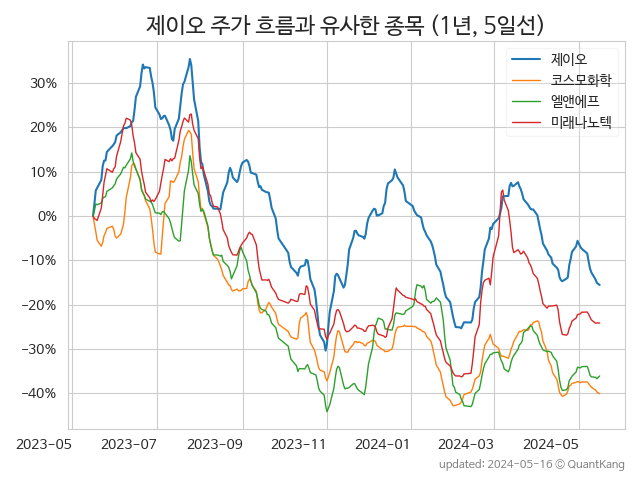 제이오 주가 흐름과 유사한 종목 (1년, 5일선)
제이오
코스모화학
엘앤에프
미래나노텍
30%
20%
10%
0%
−10%
−20%
−30%
−40%
2023-05 2023-07 2023-09 2023-11 2024-01 2024-03 2024-05
updated: 2024-05-16 ⓒ QuantKang